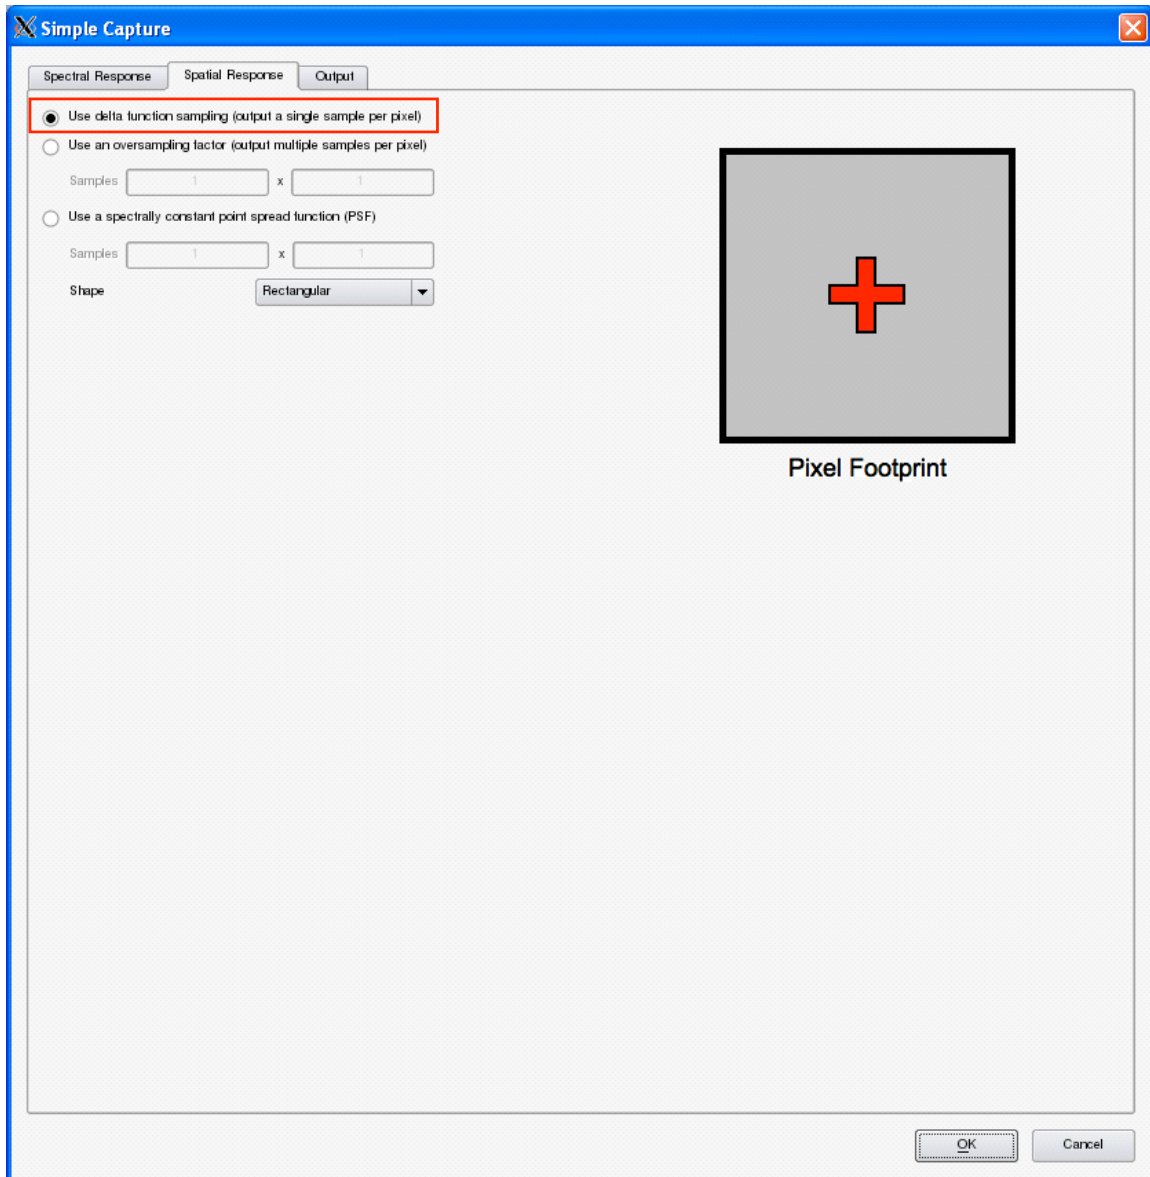 Simple Capture
Spectral Response Spatial Response Output
Use delta function sampling (output a single sample per pixel)
Use an oversampling factor (output multiple samples per pixel)
Samples 1 x 1
Use a spectrally constant point spread function (PSF)
Samples 1 x 1
Shape Rectangular
Pixel Footprint
OK Cancel